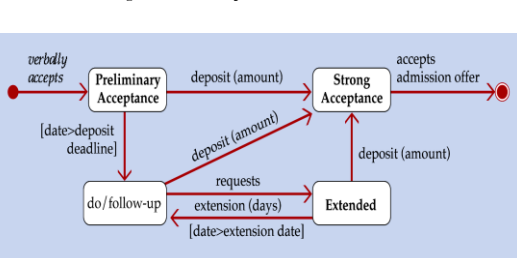 verbally
accepts
Preliminary
Acceptance
deposit (amount)
Strong
Acceptance
accepts
admission offer
[date>deposit
deadline]
deposit (amount)
deposit (amount)
do/follow-up
requests
extension (days)
[date>extension date]
Extended